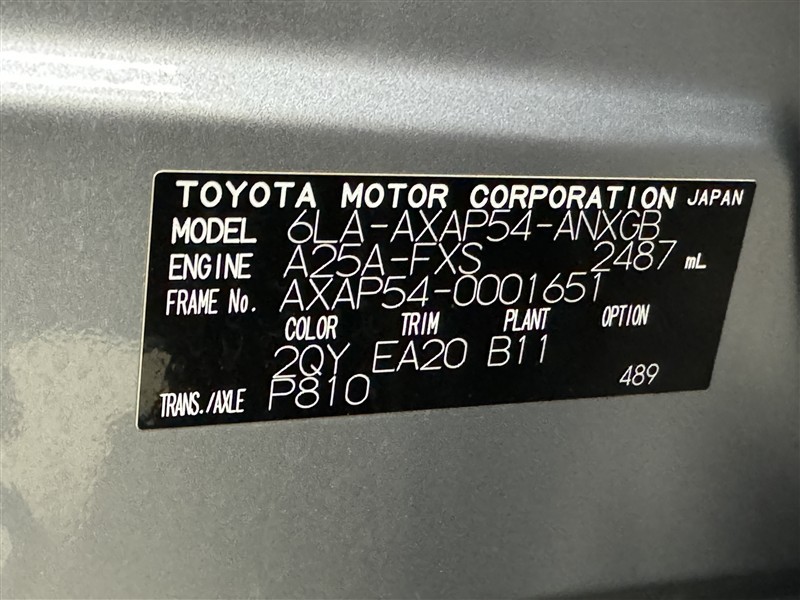 TOYOTA MOTOR CORPORATION JAPAN
MODEL 6LA-AXAP54-ANXGB
ENGINE A25A-FXS 2487 mL
FRAME No. AXAP54-0001651
COLOR TRIM PLANT OPTION
2QY EA20 B11
TRANS./AXLE P810 489